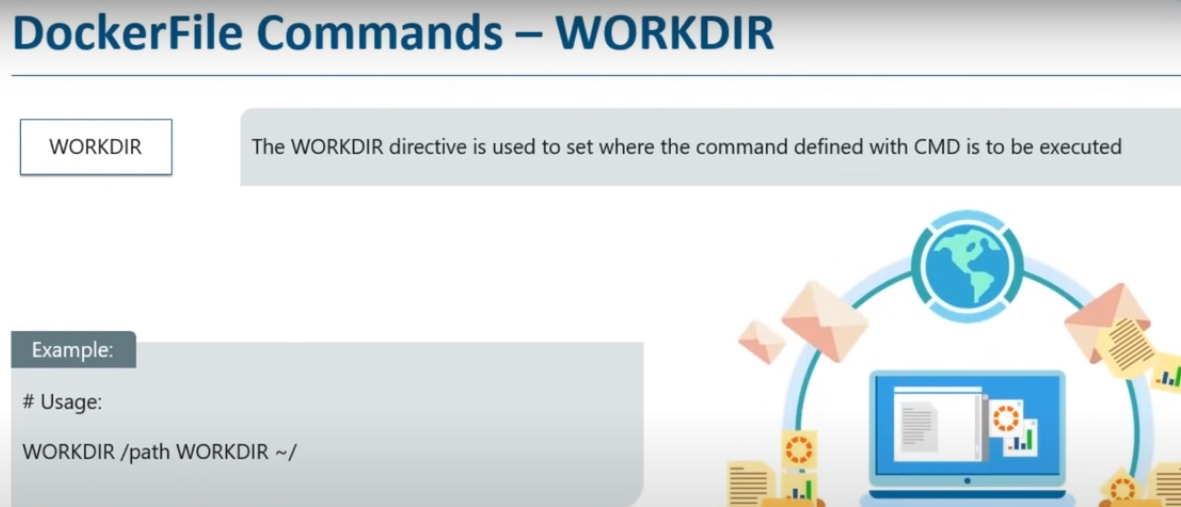 DockerFile Commands – WORKDIR
WORKDIR
The WORKDIR directive is used to set where the command defined with CMD is to be executed
Example:
# Usage:
WORKDIR /path WORKDIR ~/